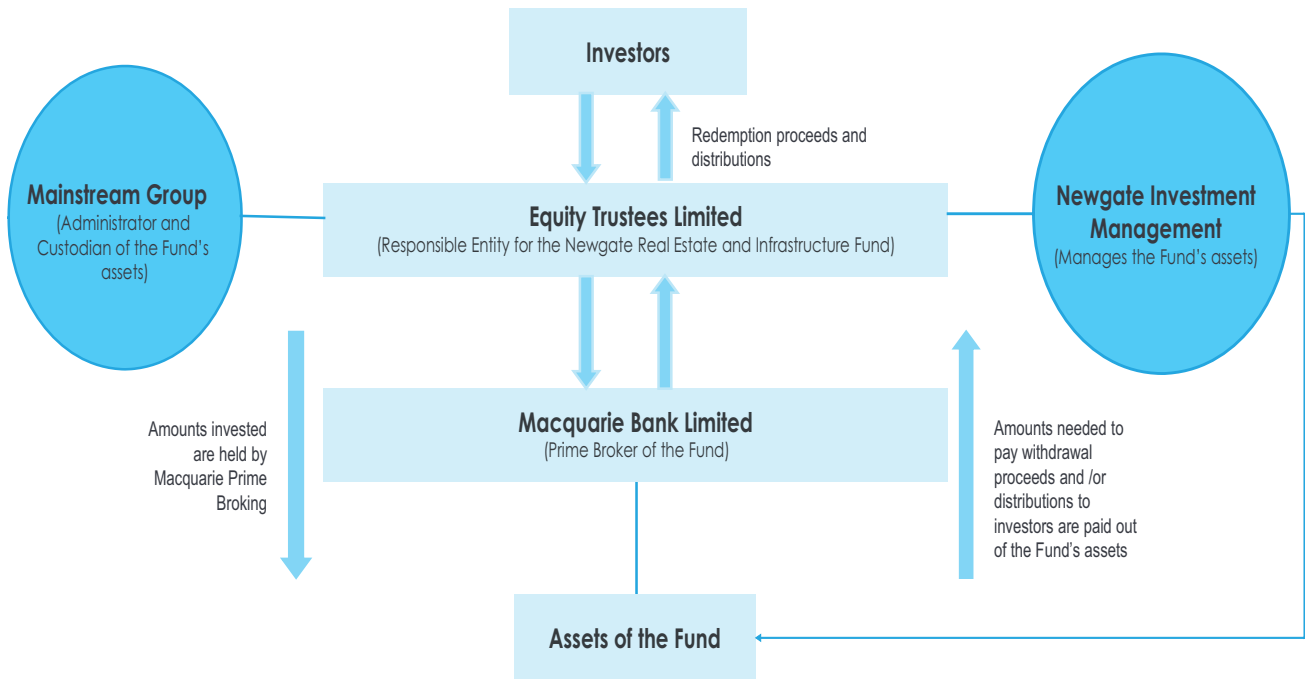 Investors
Redemption proceeds and
distributions
Mainstream Group
(Administrator and
Custodian of the Fund's
assets)
Equity Trustees Limited
(Responsible Entity for the Newgate Real Estate and Infrastructure Fund)
Newgate Investment
Management
(Manages the Fund's assets)
Macquarie Bank Limited
(Prime Broker of the Fund)
Amounts invested
are held by
Macquarie Prime
Broking
Amounts needed to
pay withdrawal
proceeds and /or
distributions to
investors are paid out
of the Fund's assets
Assets of the Fund